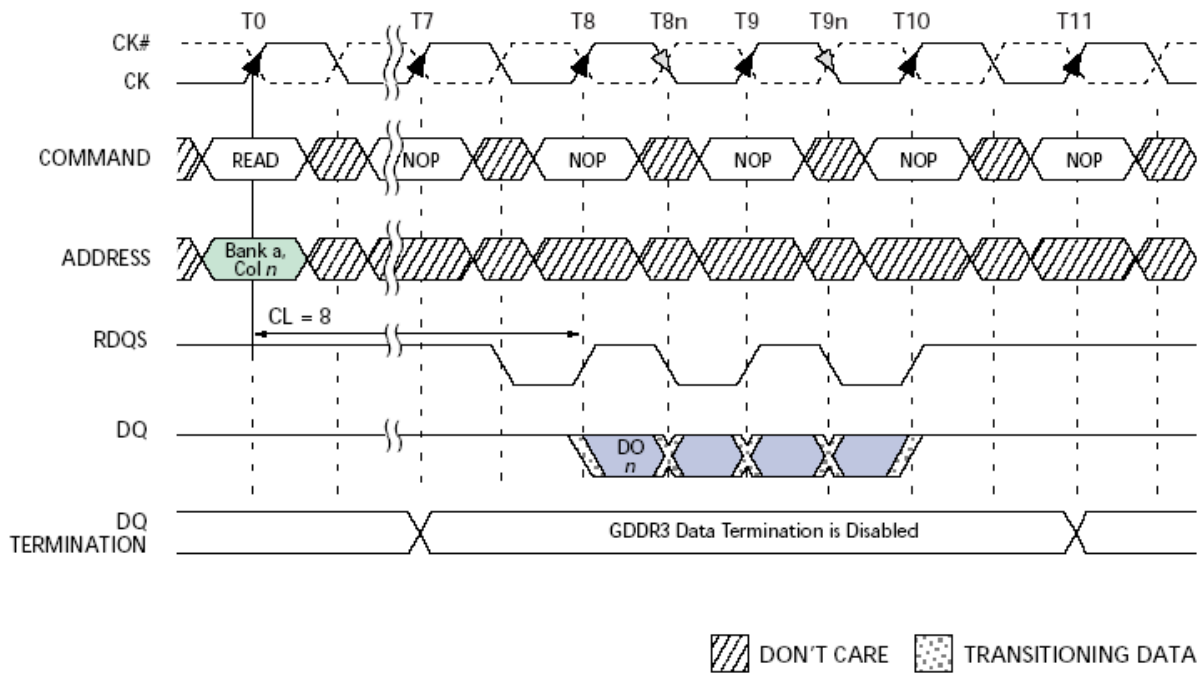 T0 T7 T8 T8n T9 T9n T10 T11
CK#
CK
COMMAND READ NOP NOP NOP NOP NOP
ADDRESS Bank a,
Col n
CL = 8
RDQS
DQ
DO
n
DQ
TERMINATION
GDDR3 Data Termination is Disabled
DON'T CARE TRANSITIONING DATA